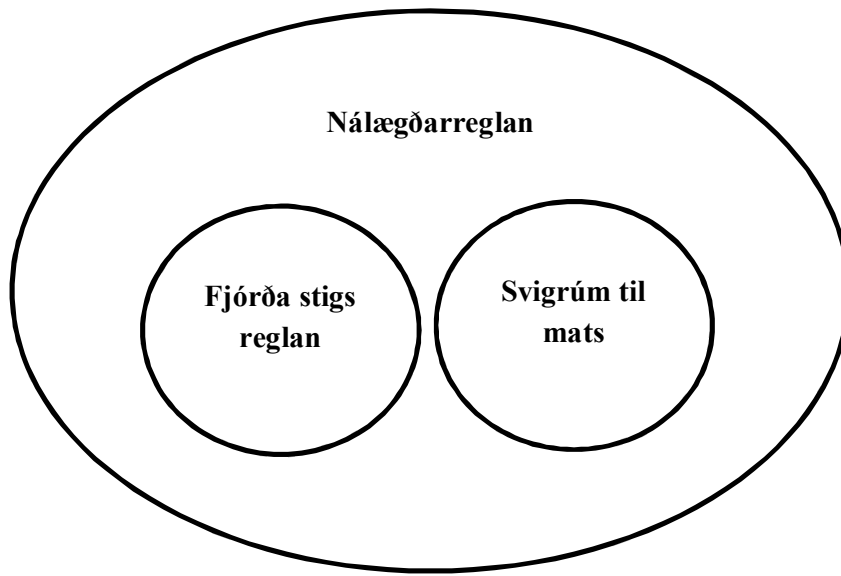 Nálægðarreglan
Fjórða stigs
reglan
Svigrúm til
mats